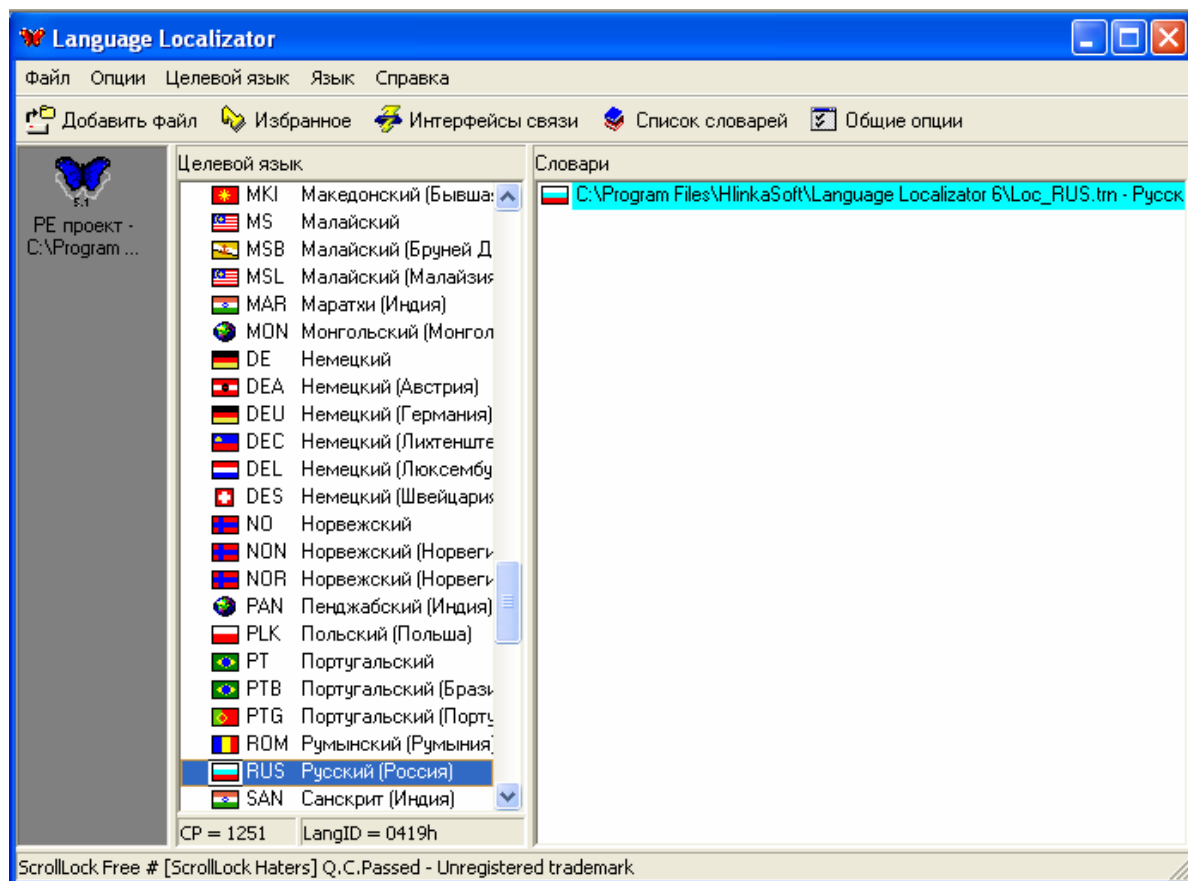 Language Localizator
Файл Опции Целевой язык Язык Справка
Добавить файл Избранное Интерфейсы связи Список словарей Общие опции
5.1
PE проект -
C:\Program ...
Целевой язык
MKI Македонский (Бывша
MS Малайский
MSB Малайский (Бруней Д
MSL Малайский (Малайзия
MAR Маратхи (Индия)
MON Монгольский (Монгол
DE Немецкий
DEA Немецкий (Австрия)
DEU Немецкий (Германия)
DEC Немецкий (Лихтенште
DEL Немецкий (Люксембу
DES Немецкий (Швейцария
NO Норвежский
NON Норвежский (Норвеги
NOR Норвежский (Норвеги
PAN Пенджабский (Индия)
PLK Польский (Польша)
PT Португальский
PTB Португальский (Брази
PTG Португальский (Порту
ROM Румынский (Румыния)
RUS Русский (Россия)
SAN Санскрит (Индия)
CP = 1251 LangID = 0419h
Словари
C:\Program Files\HlinkaSoft\Language Localizator 6\Loc_RUS.trn - Русск
ScrollLock Free # [ScrollLock Haters] Q.C.Passed - Unregistered trademark